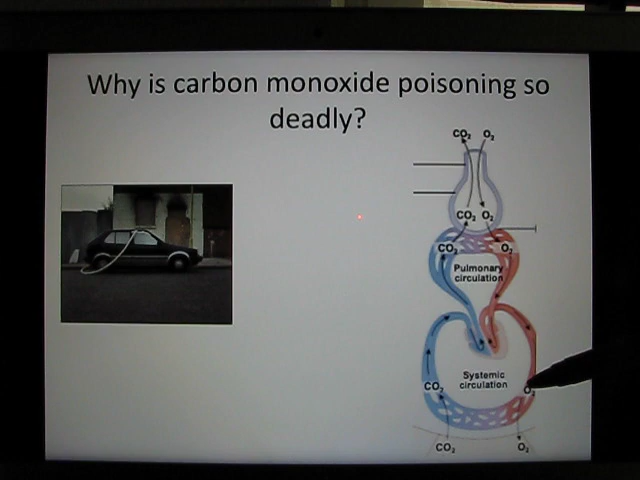 Why is carbon monoxide poisoning so
deadly?
CO₂ O₂
CO₂ O₂
CO₂ O₂
Pulmonary
circulation
Systemic
circulation
CO₂ O₂
CO₂ O₂